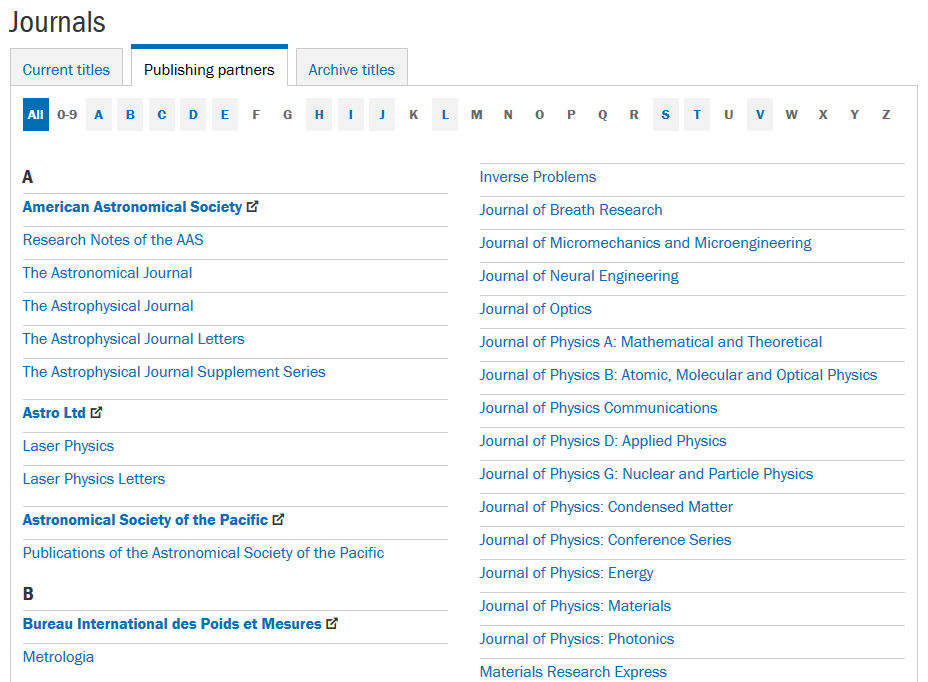 Journals
Current titles
Publishing partners
Archive titles
All 0-9 A B C D E F G H I J K L M N O P Q R S T U V W X Y Z
A
American Astronomical Society
Research Notes of the AAS
The Astronomical Journal
The Astrophysical Journal
The Astrophysical Journal Letters
The Astrophysical Journal Supplement Series
Astro Ltd
Laser Physics
Laser Physics Letters
Astronomical Society of the Pacific
Publications of the Astronomical Society of the Pacific
B
Bureau International des Poids et Mesures
Metrologia
Inverse Problems
Journal of Breath Research
Journal of Micromechanics and Microengineering
Journal of Neural Engineering
Journal of Optics
Journal of Physics A: Mathematical and Theoretical
Journal of Physics B: Atomic, Molecular and Optical Physics
Journal of Physics Communications
Journal of Physics D: Applied Physics
Journal of Physics G: Nuclear and Particle Physics
Journal of Physics: Condensed Matter
Journal of Physics: Conference Series
Journal of Physics: Energy
Journal of Physics: Materials
Journal of Physics: Photonics
Materials Research Express